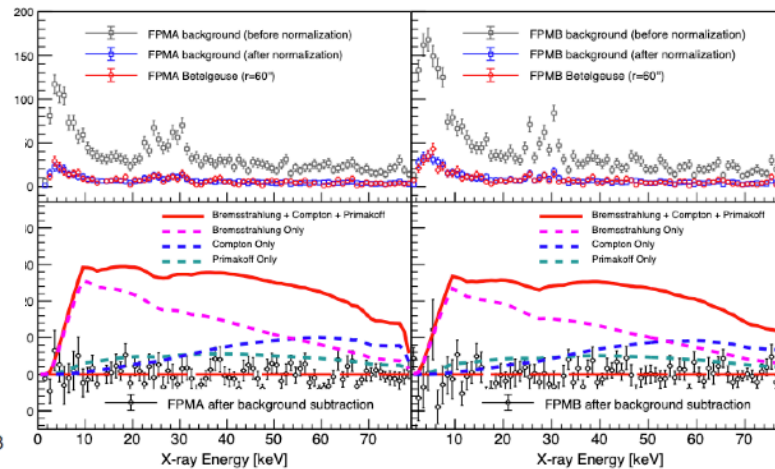 200
150
100
50
0
FPMA background (before normalization)
FPMA background (after normalization)
FPMA Betelgeuse (r=60")
FPMB background (before normalization)
FPMB background (after normalization)
FPMB Betelgeuse (r=60")
Bremsstrahlung + Compton + Primakoff
Bremsstrahlung Only
Compton Only
Primakoff Only
FPMA after background subtraction
Bremsstrahlung + Compton + Primakoff
Bremsstrahlung Only
Compton Only
Primakoff Only
FPMB after background subtraction
0 10 20 30 40 50 60 70
10 20 30 40 50 60 70
X-ray Energy [keV]
X-ray Energy [keV]